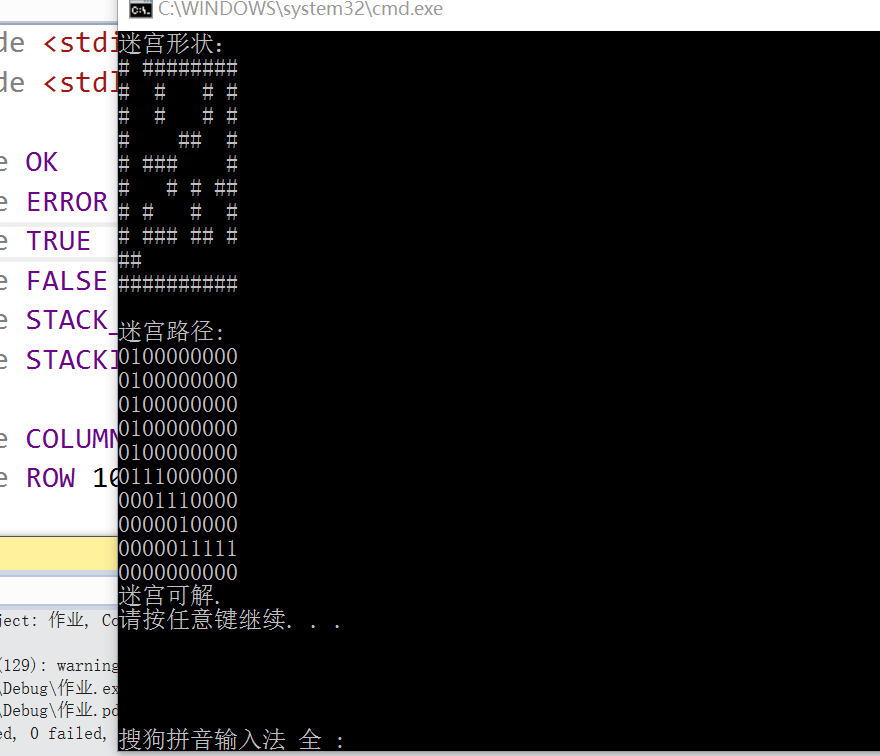 C:\WINDOWS\system32\cmd.exe
de <stdi
de <stdl
e OK
e ERROR
e TRUE
e FALSE
e STACK_
e STACKI
e COLUMN
e ROW 10
ject: 作业, Co
(129): warning
\Debug\作业.ex
\Debug\作业.pd
ed, 0 failed,
迷宫形状:
# ########
#  #   # #
#  #   # #
#    ##  #
# ###    #
#   # # ##
# #   #  #
# ### ## #
##
##########
迷宫路径:
0100000000
0100000000
0100000000
0100000000
0100000000
0111000000
0001110000
0000010000
0000011111
0000000000
迷宫可解.
请按任意键继续. . .
搜狗拼音输入法 全 :